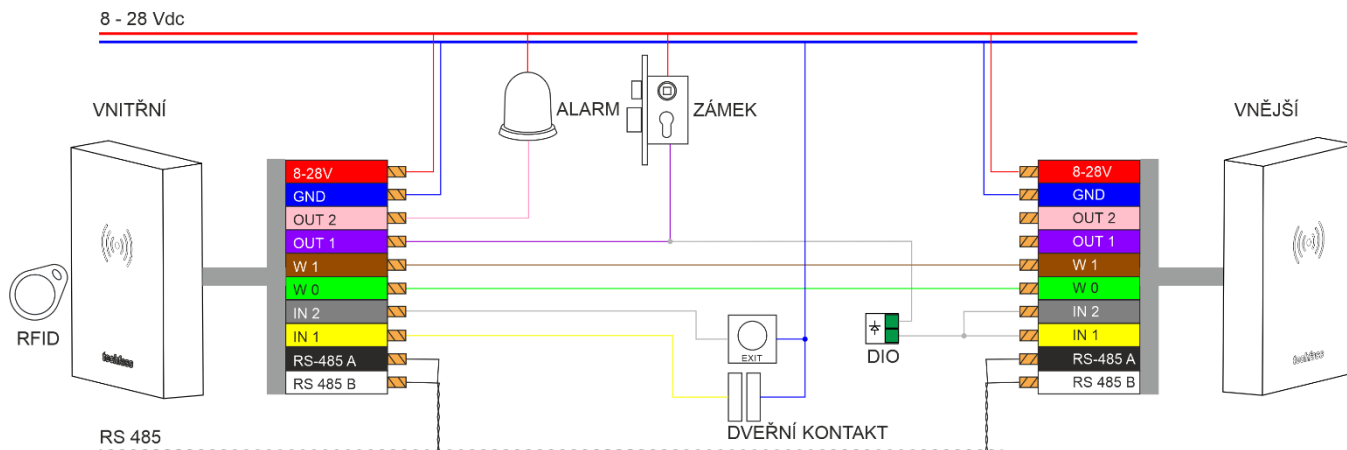 8 - 28 Vdc
VNITŘNÍ
ALARM
ZÁMEK
VNĚJŠÍ
8-28V
GND
OUT 2
OUT 1
W 1
W 0
IN 2
IN 1
RS-485 A
RS 485 B
8-28V
GND
OUT 2
OUT 1
W 1
W 0
IN 2
IN 1
RS-485 A
RS 485 B
RFID
techfass
EXIT
DIO
techfass
DVEŘNÍ KONTAKT
RS 485